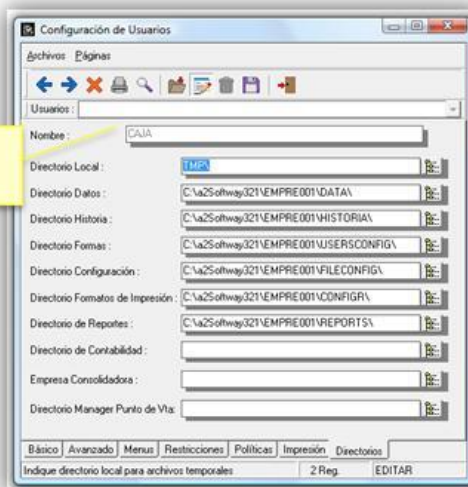 Configuración de Usuarios
Archivos Páginas
Usuarios :
Nombre : CAJA
Directorio Local : TMP\
Directorio Datos : C:\a2Softway321\EMPRE001\DATA\
Directorio Historia : C:\a2Softway321\EMPRE001\HISTORIA\
Directorio Formas : C:\a2Softway321\EMPRE001\USERSCONFIG\
Directorio Configuración : C:\a2Softway321\EMPRE001\FILECONFIG\
Directorio Formatos de Impresión : C:\a2Softway321\EMPRE001\CONFIGR\
Directorio de Reportes : C:\a2Softway321\EMPRE001\REPORTS\
Directorio de Contabilidad :
Empresa Consolidadora :
Directorio Manager Punto de Vta:
Básico Avanzado Menus Restricciones Políticas Impresión Directorios
Indique directorio local para archivos temporales 2 Reg. EDITAR